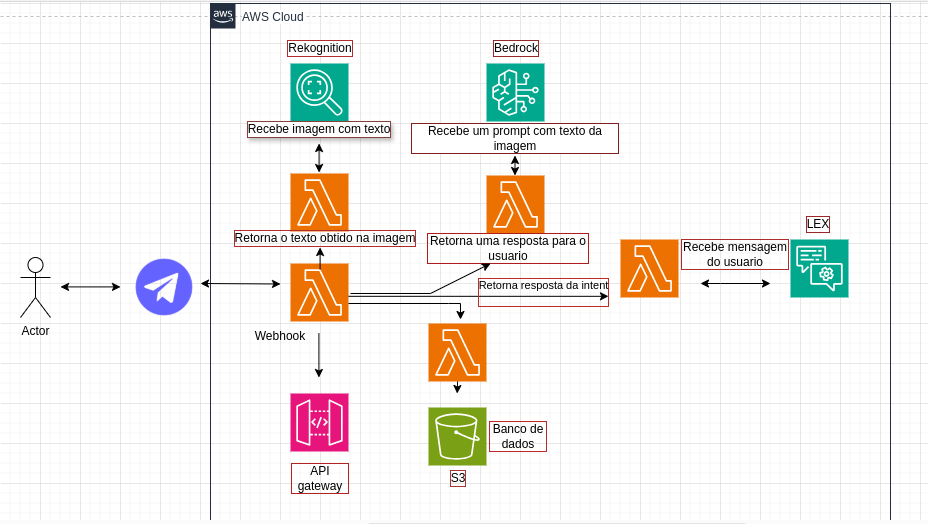 aws
AWS Cloud
Rekognition
Bedrock
Recebe imagem com texto
Recebe um prompt com texto da
imagem
Retorna o texto obtido na imagem
Retorna uma resposta para o
usuario
LEX
Recebe mensagem
do usuario
Retorna resposta da intent
Actor
Webhook
</>
API
gateway
Banco de
dados
S3